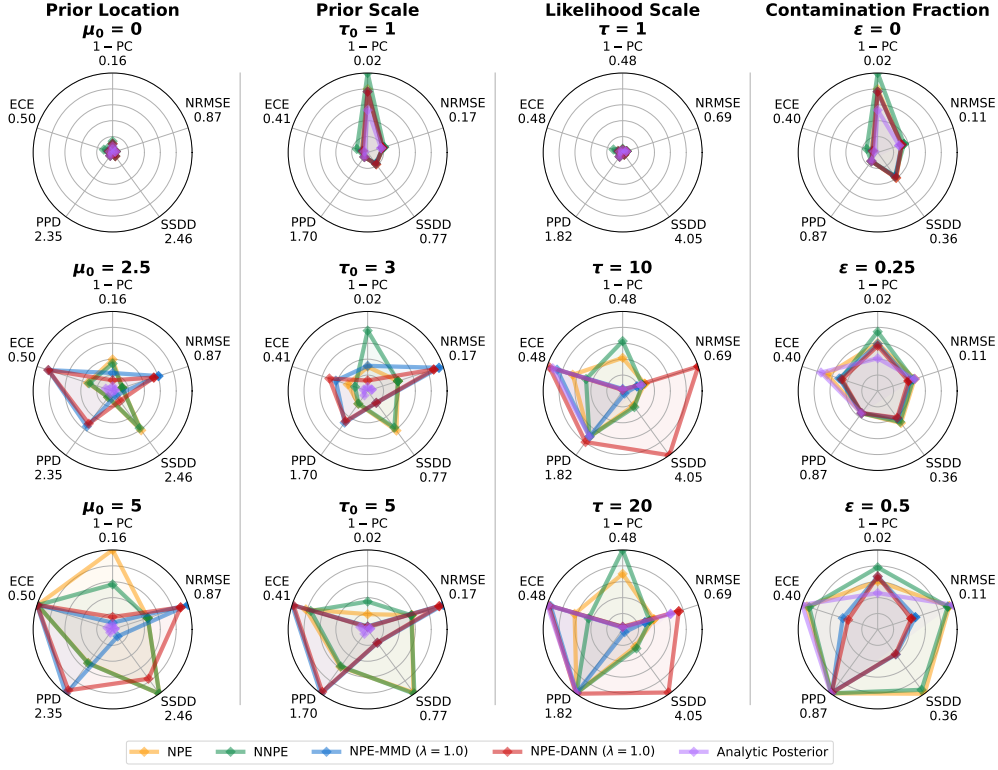 Prior Location
Prior Scale
Likelihood Scale
Contamination Fraction
μ₀ = 0
1 − PC
0.16
ECE
0.50
NRMSE
0.87
PPD
2.35
SSDD
2.46
τ₀ = 1
1 − PC
0.02
ECE
0.41
NRMSE
0.17
PPD
1.70
SSDD
0.77
τ = 1
1 − PC
0.48
ECE
0.48
NRMSE
0.69
PPD
1.82
SSDD
4.05
ε = 0
1 − PC
0.02
ECE
0.40
NRMSE
0.11
PPD
0.87
SSDD
0.36
μ₀ = 2.5
1 − PC
0.16
ECE
0.50
NRMSE
0.87
PPD
2.35
SSDD
2.46
τ₀ = 3
1 − PC
0.02
ECE
0.41
NRMSE
0.17
PPD
1.70
SSDD
0.77
τ = 10
1 − PC
0.48
ECE
0.48
NRMSE
0.69
PPD
1.82
SSDD
4.05
ε = 0.25
1 − PC
0.02
ECE
0.40
NRMSE
0.11
PPD
0.87
SSDD
0.36
μ₀ = 5
1 − PC
0.16
ECE
0.50
NRMSE
0.87
PPD
2.35
SSDD
2.46
τ₀ = 5
1 − PC
0.02
ECE
0.41
NRMSE
0.17
PPD
1.70
SSDD
0.77
τ = 20
1 − PC
0.48
ECE
0.48
NRMSE
0.69
PPD
1.82
SSDD
4.05
ε = 0.5
1 − PC
0.02
ECE
0.40
NRMSE
0.11
PPD
0.87
SSDD
0.36
NPE
NNPE
NPE-MMD (λ = 1.0)
NPE-DANN (λ = 1.0)
Analytic Posterior